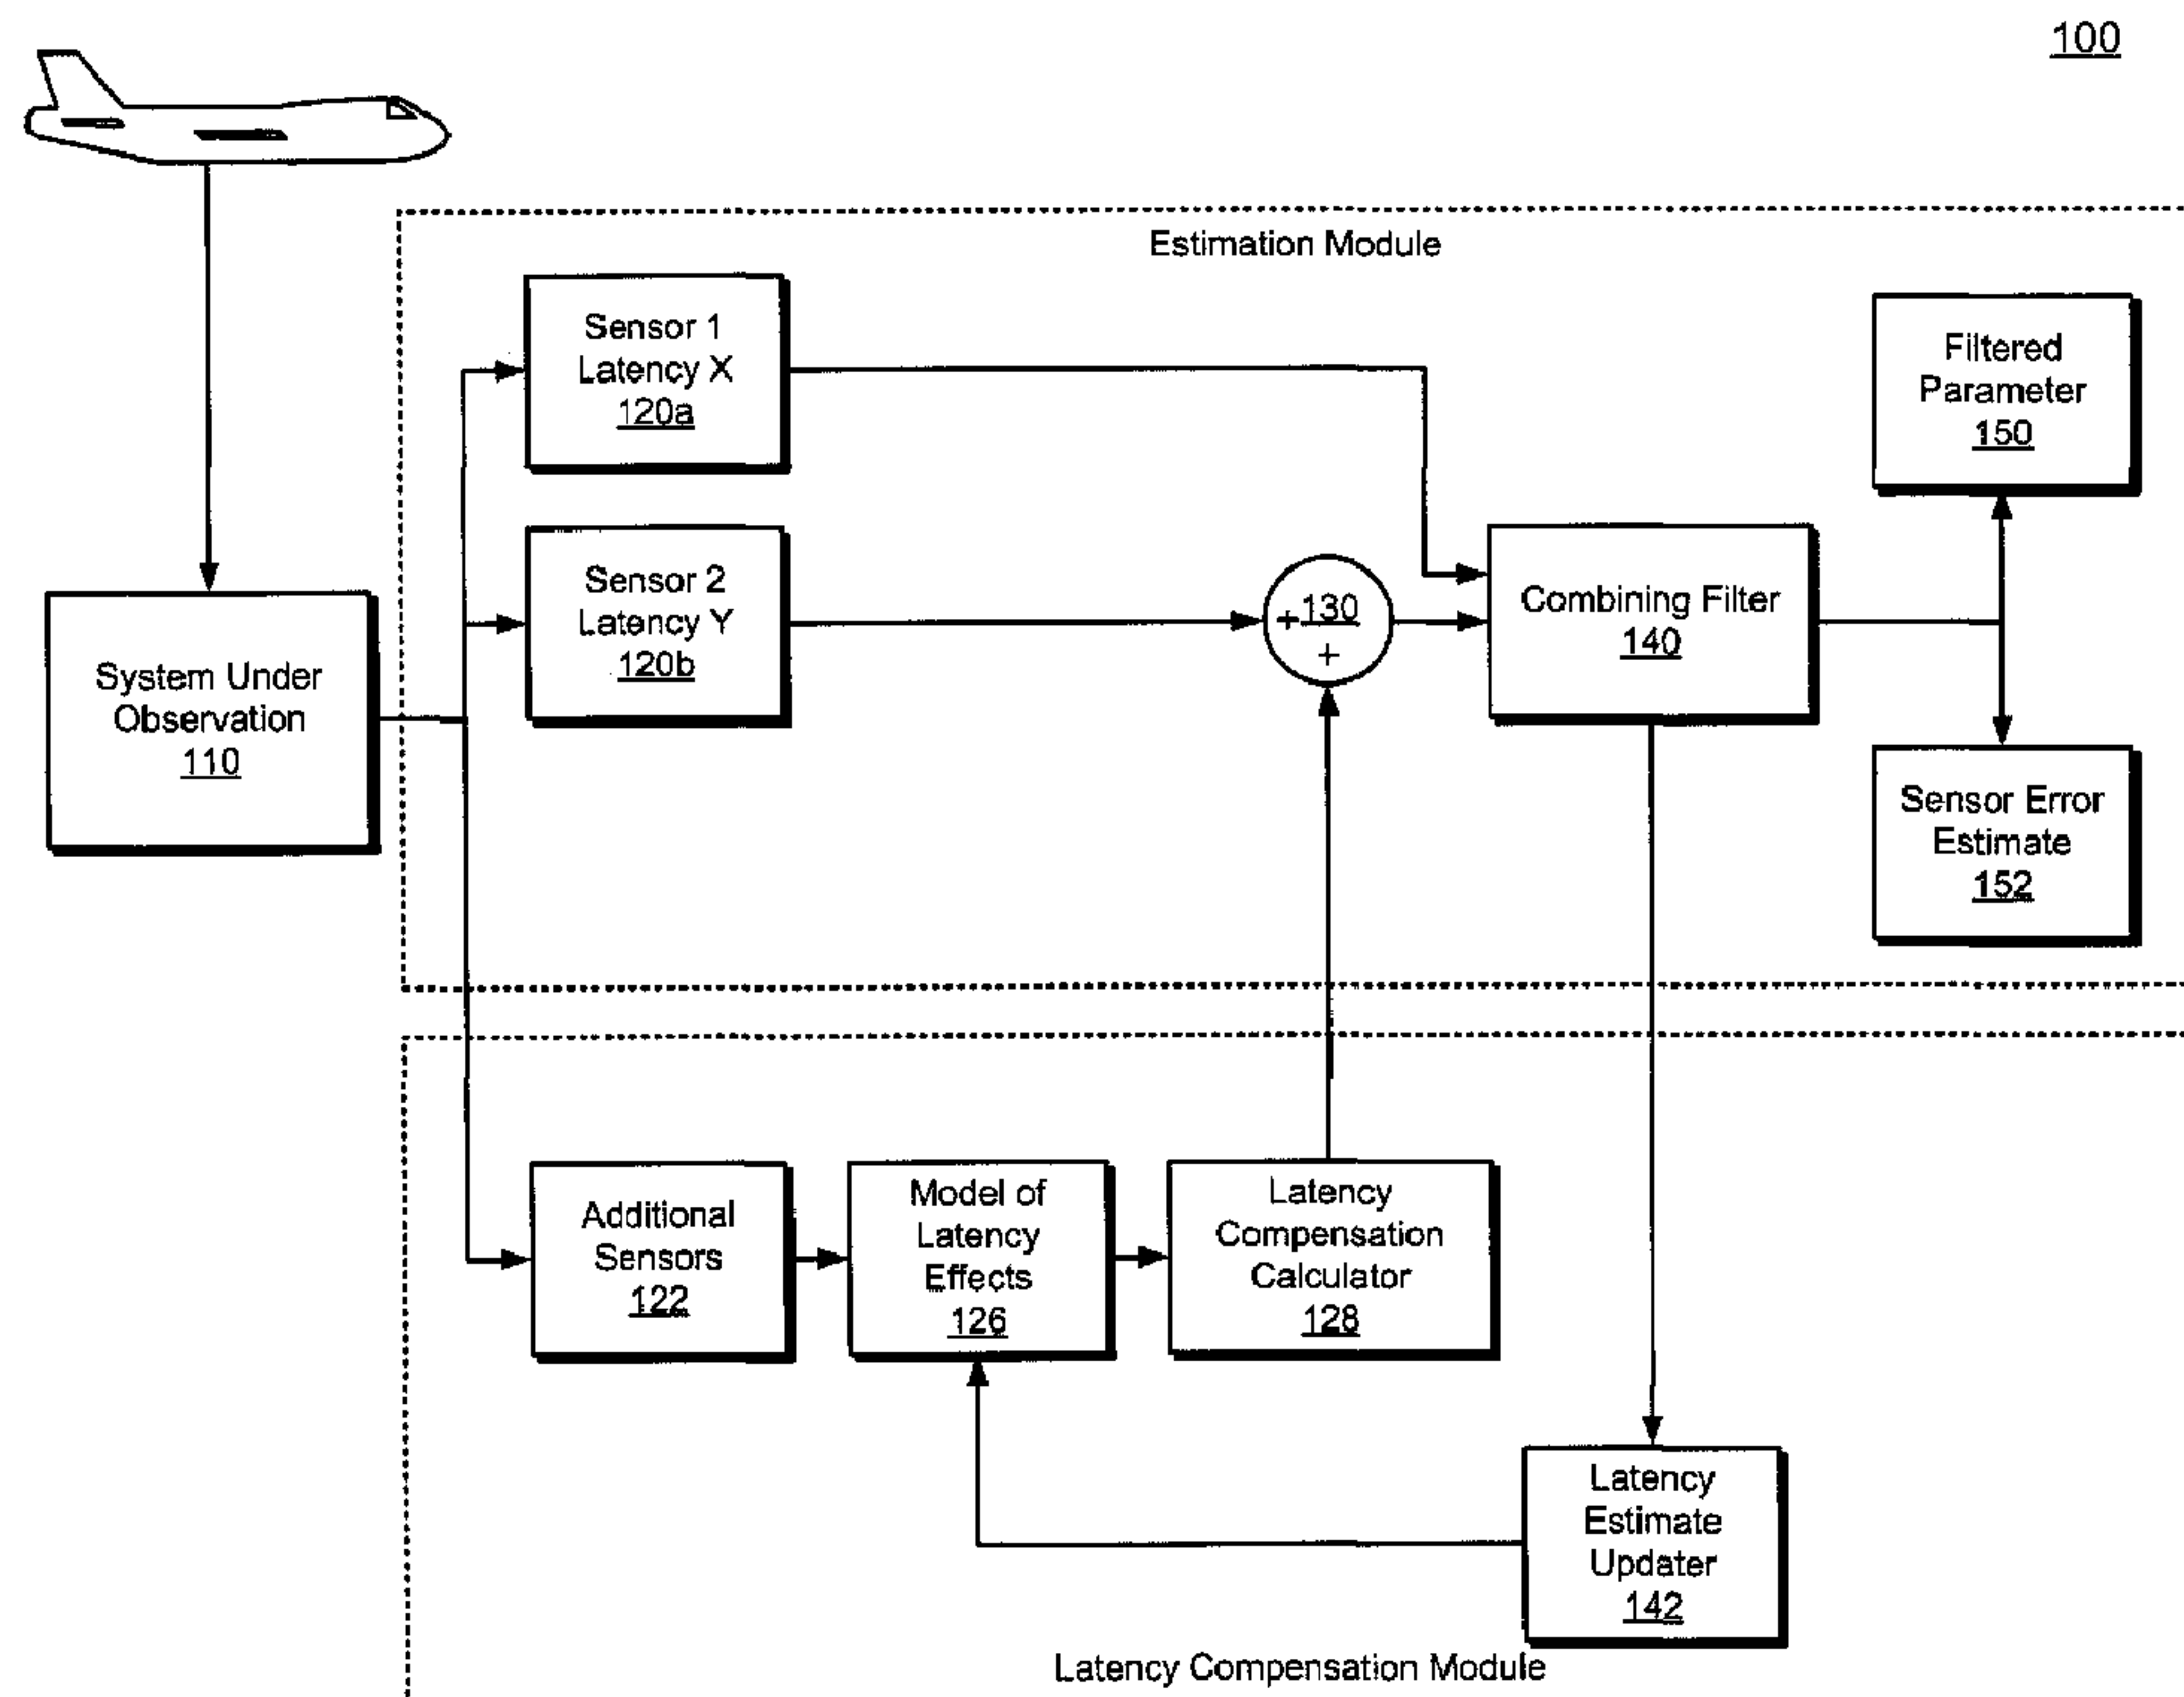 100
Estimation Module
Sensor 1
Latency X
120a
Filtered
Parameter
150
Sensor 2
Latency Y
120b
+ 130
+
Combining Filter
140
System Under
Observation
110
Sensor Error
Estimate
152
Additional
Sensors
122
Model of
Latency
Effects
126
Latency
Compensation
Calculator
128
Latency
Estimate
Updater
142
Latency Compensation Module